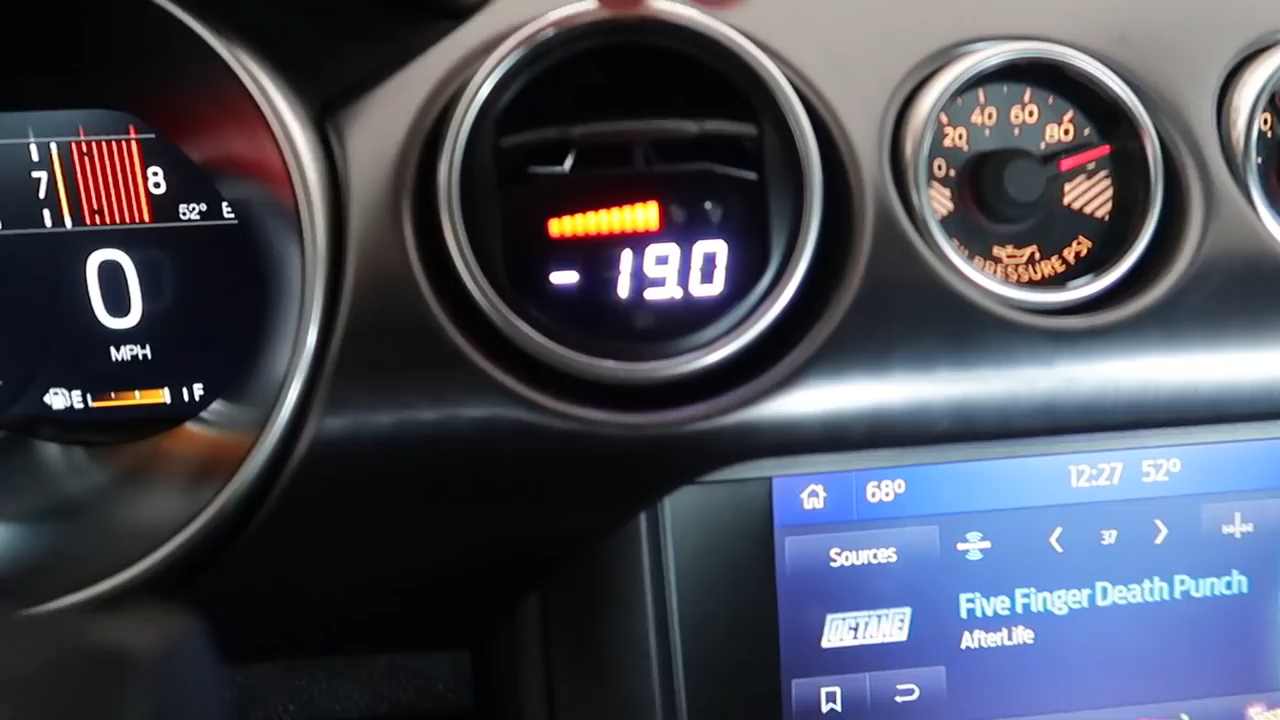 7 8
52° E
0
MPH
E F
- 19.0
0 20 40 60 80
PRESSURE PSI
68° 12:27 52°
Sources
37
OCTANE
Five Finger Death Punch
AfterLife